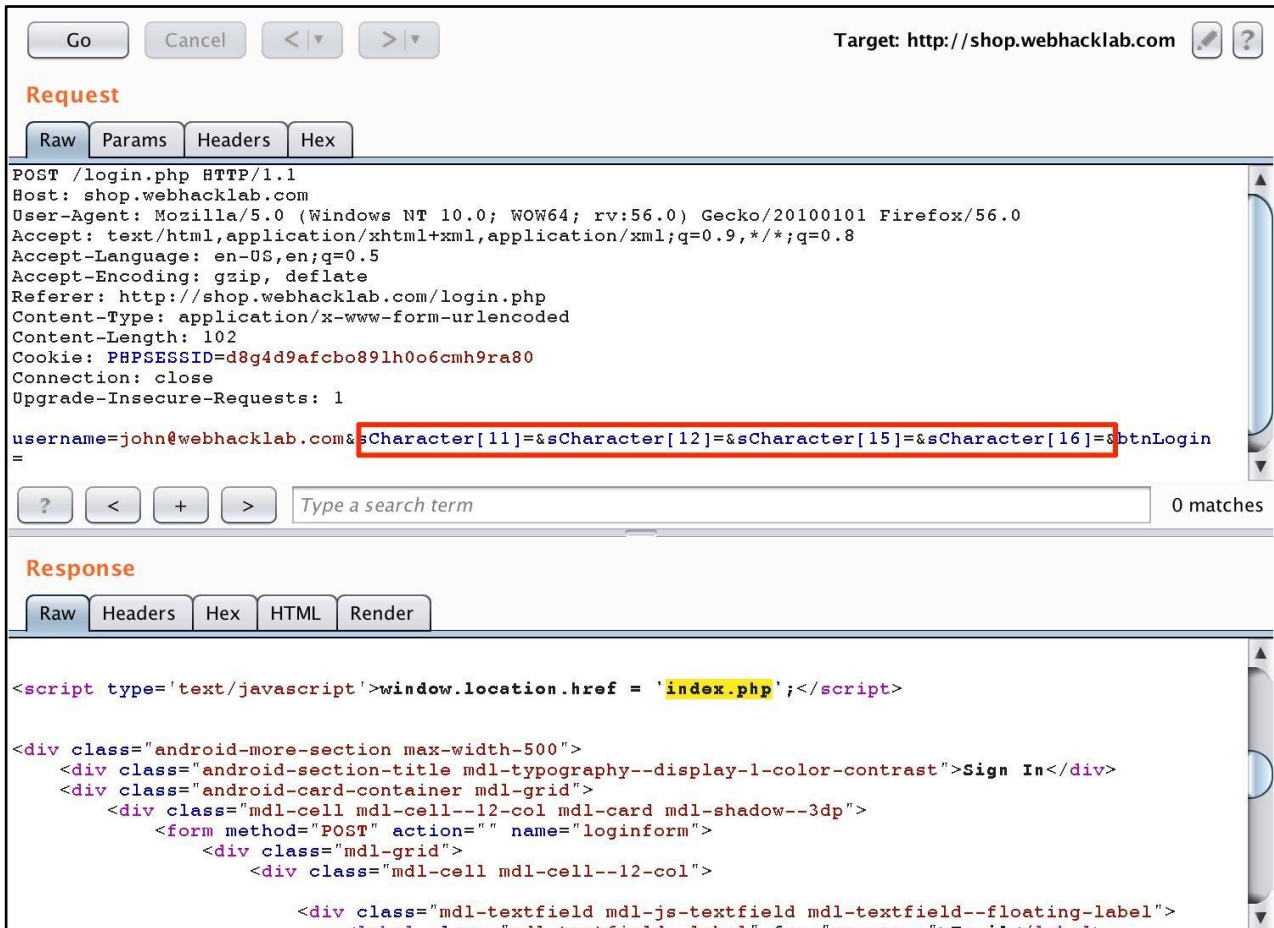 Go Cancel < > Target: http://shop.webhacklab.com ?
Request
Raw Params Headers Hex
POST /login.php HTTP/1.1
Host: shop.webhacklab.com
User-Agent: Mozilla/5.0 (Windows NT 10.0; WOW64; rv:56.0) Gecko/20100101 Firefox/56.0
Accept: text/html,application/xhtml+xml,application/xml;q=0.9,*/*;q=0.8
Accept-Language: en-US,en;q=0.5
Accept-Encoding: gzip, deflate
Referer: http://shop.webhacklab.com/login.php
Content-Type: application/x-www-form-urlencoded
Content-Length: 102
Cookie: PHPSESSID=d8g4d9afcbo89lh0o6cmh9ra80
Connection: close
Upgrade-Insecure-Requests: 1
username=john@webhacklab.com&sCharacter[11]=&sCharacter[12]=&sCharacter[15]=&sCharacter[16]=&btnLogin
=
? < + > Type a search term 0 matches
Response
Raw Headers Hex HTML Render
<script type='text/javascript'>window.location.href = 'index.php';</script>
<div class="android-more-section max-width-500">
<div class="android-section-title mdl-typography--display-1-color-contrast">Sign In</div>
<div class="android-card-container mdl-grid">
<div class="mdl-cell mdl-cell--12-col mdl-card mdl-shadow--3dp">
<form method="POST" action="" name="loginform">
<div class="mdl-grid">
<div class="mdl-cell mdl-cell--12-col">
<div class="mdl-textfield mdl-js-textfield mdl-textfield--floating-label">